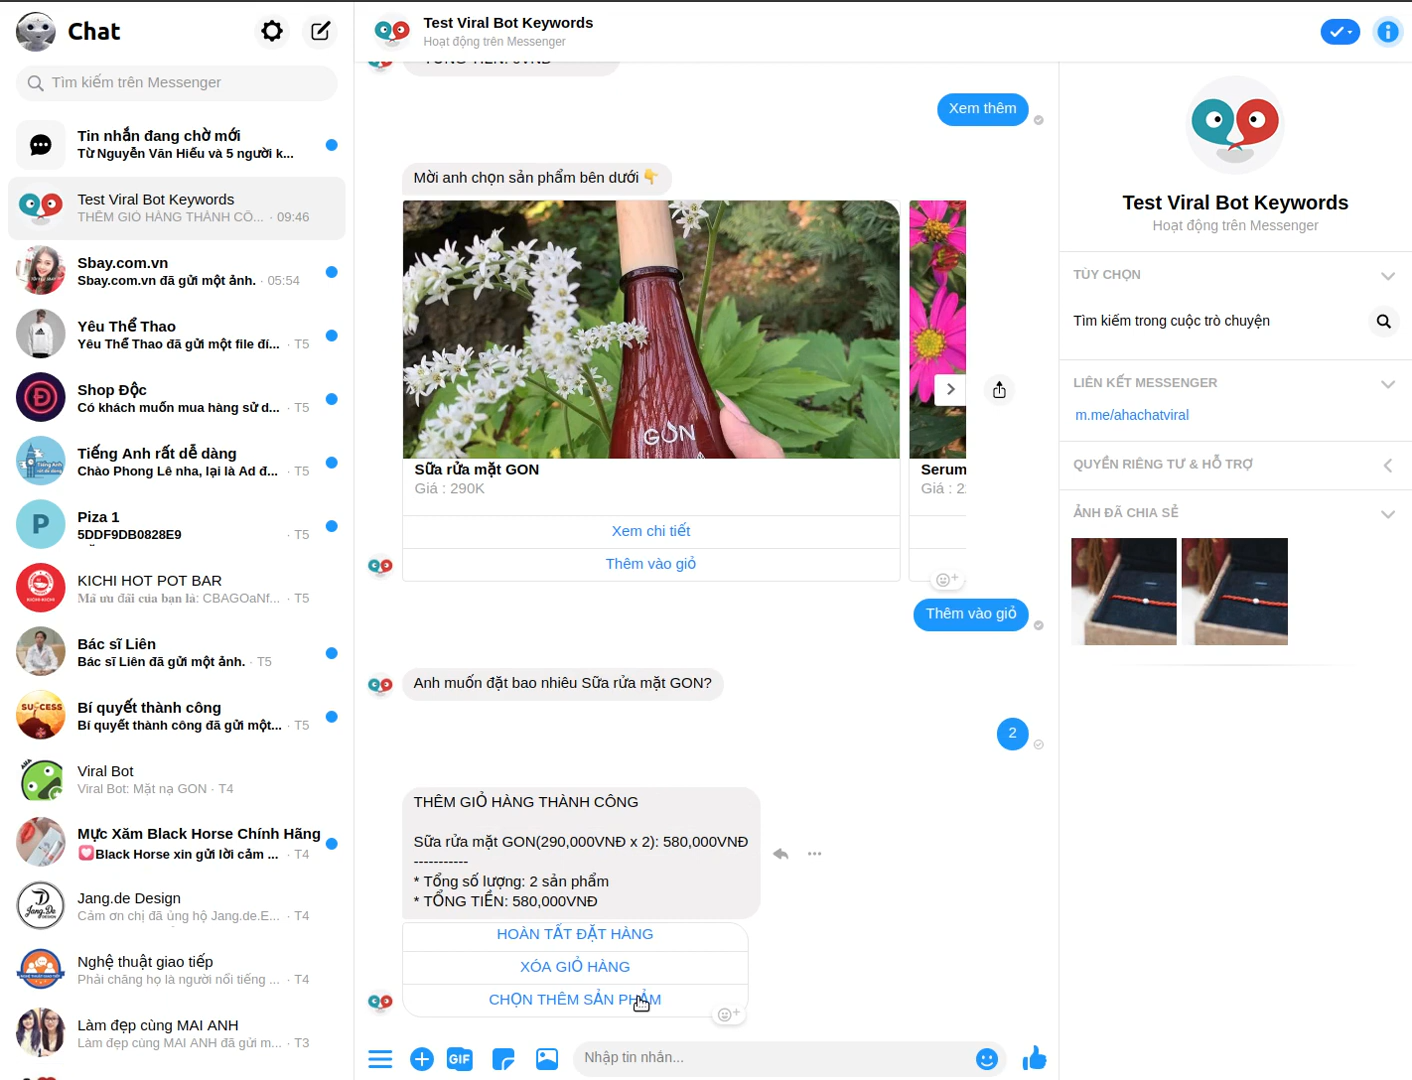 Chat
Tìm kiếm trên Messenger
Tin nhắn đang chờ mới
Từ Nguyễn Văn Hiếu và 5 người k...
Test Viral Bot Keywords
THÊM GIỎ HÀNG THÀNH CÔ... · 09:46
Sbay.com.vn
Sbay.com.vn đã gửi một ảnh. · 05:54
Yêu Thể Thao
Yêu Thể Thao đã gửi một file đí... · T5
Shop Độc
Có khách muốn mua hàng sử d... · T5
Tiếng Anh rất dễ dàng
Chào Phong Lê nha, lại là Ad đ... · T5
Piza 1
5DDF9DB0828E9 · T5
KICHI HOT POT BAR
Mã ưu đãi của bạn là: CBAGOaNf... · T5
Bác sĩ Liên
Bác sĩ Liên đã gửi một ảnh. · T5
Bí quyết thành công
Bí quyết thành công đã gửi một... · T5
Viral Bot
Viral Bot: Mặt nạ GON · T4
Mực Xăm Black Horse Chính Hãng
Black Horse xin gửi lời cảm ... · T4
Jang.de Design
Cảm ơn chị đã ủng hộ Jang.de.E... · T4
Nghệ thuật giao tiếp
Phải chăng họ là người nổi tiếng ... · T4
Làm đẹp cùng MAI ANH
Làm đẹp cùng MAI ANH đã gửi m... · T3
Test Viral Bot Keywords
Hoạt động trên Messenger
Xem thêm
Mời anh chọn sản phẩm bên dưới 👇
GON
Sữa rửa mặt GON
Giá : 290K
Xem chi tiết
Thêm vào giỏ
Serum
Giá : 2
Thêm vào giỏ
Anh muốn đặt bao nhiêu Sữa rửa mặt GON?
2
THÊM GIỎ HÀNG THÀNH CÔNG
Sữa rửa mặt GON(290,000VNĐ x 2): 580,000VNĐ
-----------
* Tổng số lượng: 2 sản phẩm
* TỔNG TIỀN: 580,000VNĐ
HOÀN TẤT ĐẶT HÀNG
XÓA GIỎ HÀNG
CHỌN THÊM SẢN PHẨM
GIF
Nhập tin nhắn...
Test Viral Bot Keywords
Hoạt động trên Messenger
TÙY CHỌN
Tìm kiếm trong cuộc trò chuyện
LIÊN KẾT MESSENGER
m.me/ahachatviral
QUYỀN RIÊNG TƯ & HỖ TRỢ
ẢNH ĐÃ CHIA SẺ